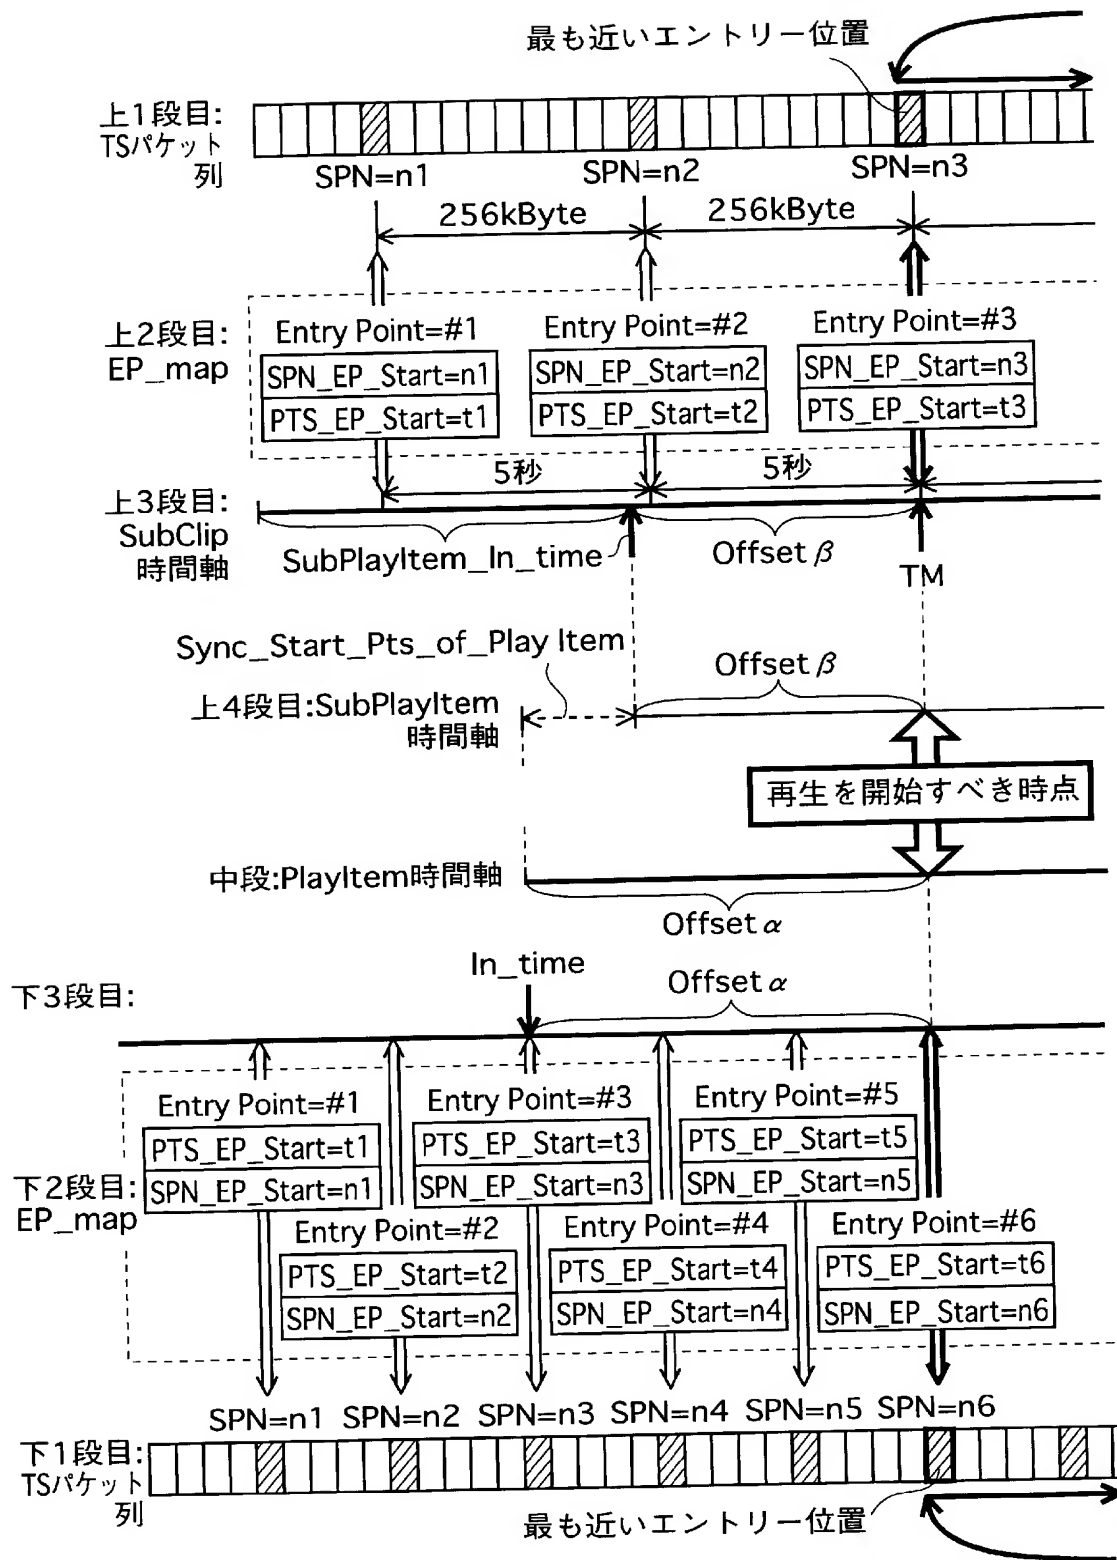 最も近いエントリー位置
上1段目:
TSパケット
列
SPN=n1
SPN=n2
SPN=n3
256kByte
256kByte
上2段目:
EP_map
Entry Point=#1
SPN_EP_Start=n1
PTS_EP_Start=t1
Entry Point=#2
SPN_EP_Start=n2
PTS_EP_Start=t2
Entry Point=#3
SPN_EP_Start=n3
PTS_EP_Start=t3
5秒
5秒
上3段目:
SubClip
時間軸
SubPlayItem_In_time
Offset β
TM
Sync_Start_Pts_of_Play Item
Offset β
上4段目:SubPlayItem
時間軸
再生を開始すべき時点
中段:PlayItem時間軸
Offset α
In_time
Offset α
下3段目:
下2段目:
EP_map
Entry Point=#1
PTS_EP_Start=t1
SPN_EP_Start=n1
Entry Point=#3
PTS_EP_Start=t3
SPN_EP_Start=n3
Entry Point=#5
PTS_EP_Start=t5
SPN_EP_Start=n5
Entry Point=#2
PTS_EP_Start=t2
SPN_EP_Start=n2
Entry Point=#4
PTS_EP_Start=t4
SPN_EP_Start=n4
Entry Point=#6
PTS_EP_Start=t6
SPN_EP_Start=n6
SPN=n1 SPN=n2 SPN=n3 SPN=n4 SPN=n5 SPN=n6
下1段目:
TSパケット
列
最も近いエントリー位置